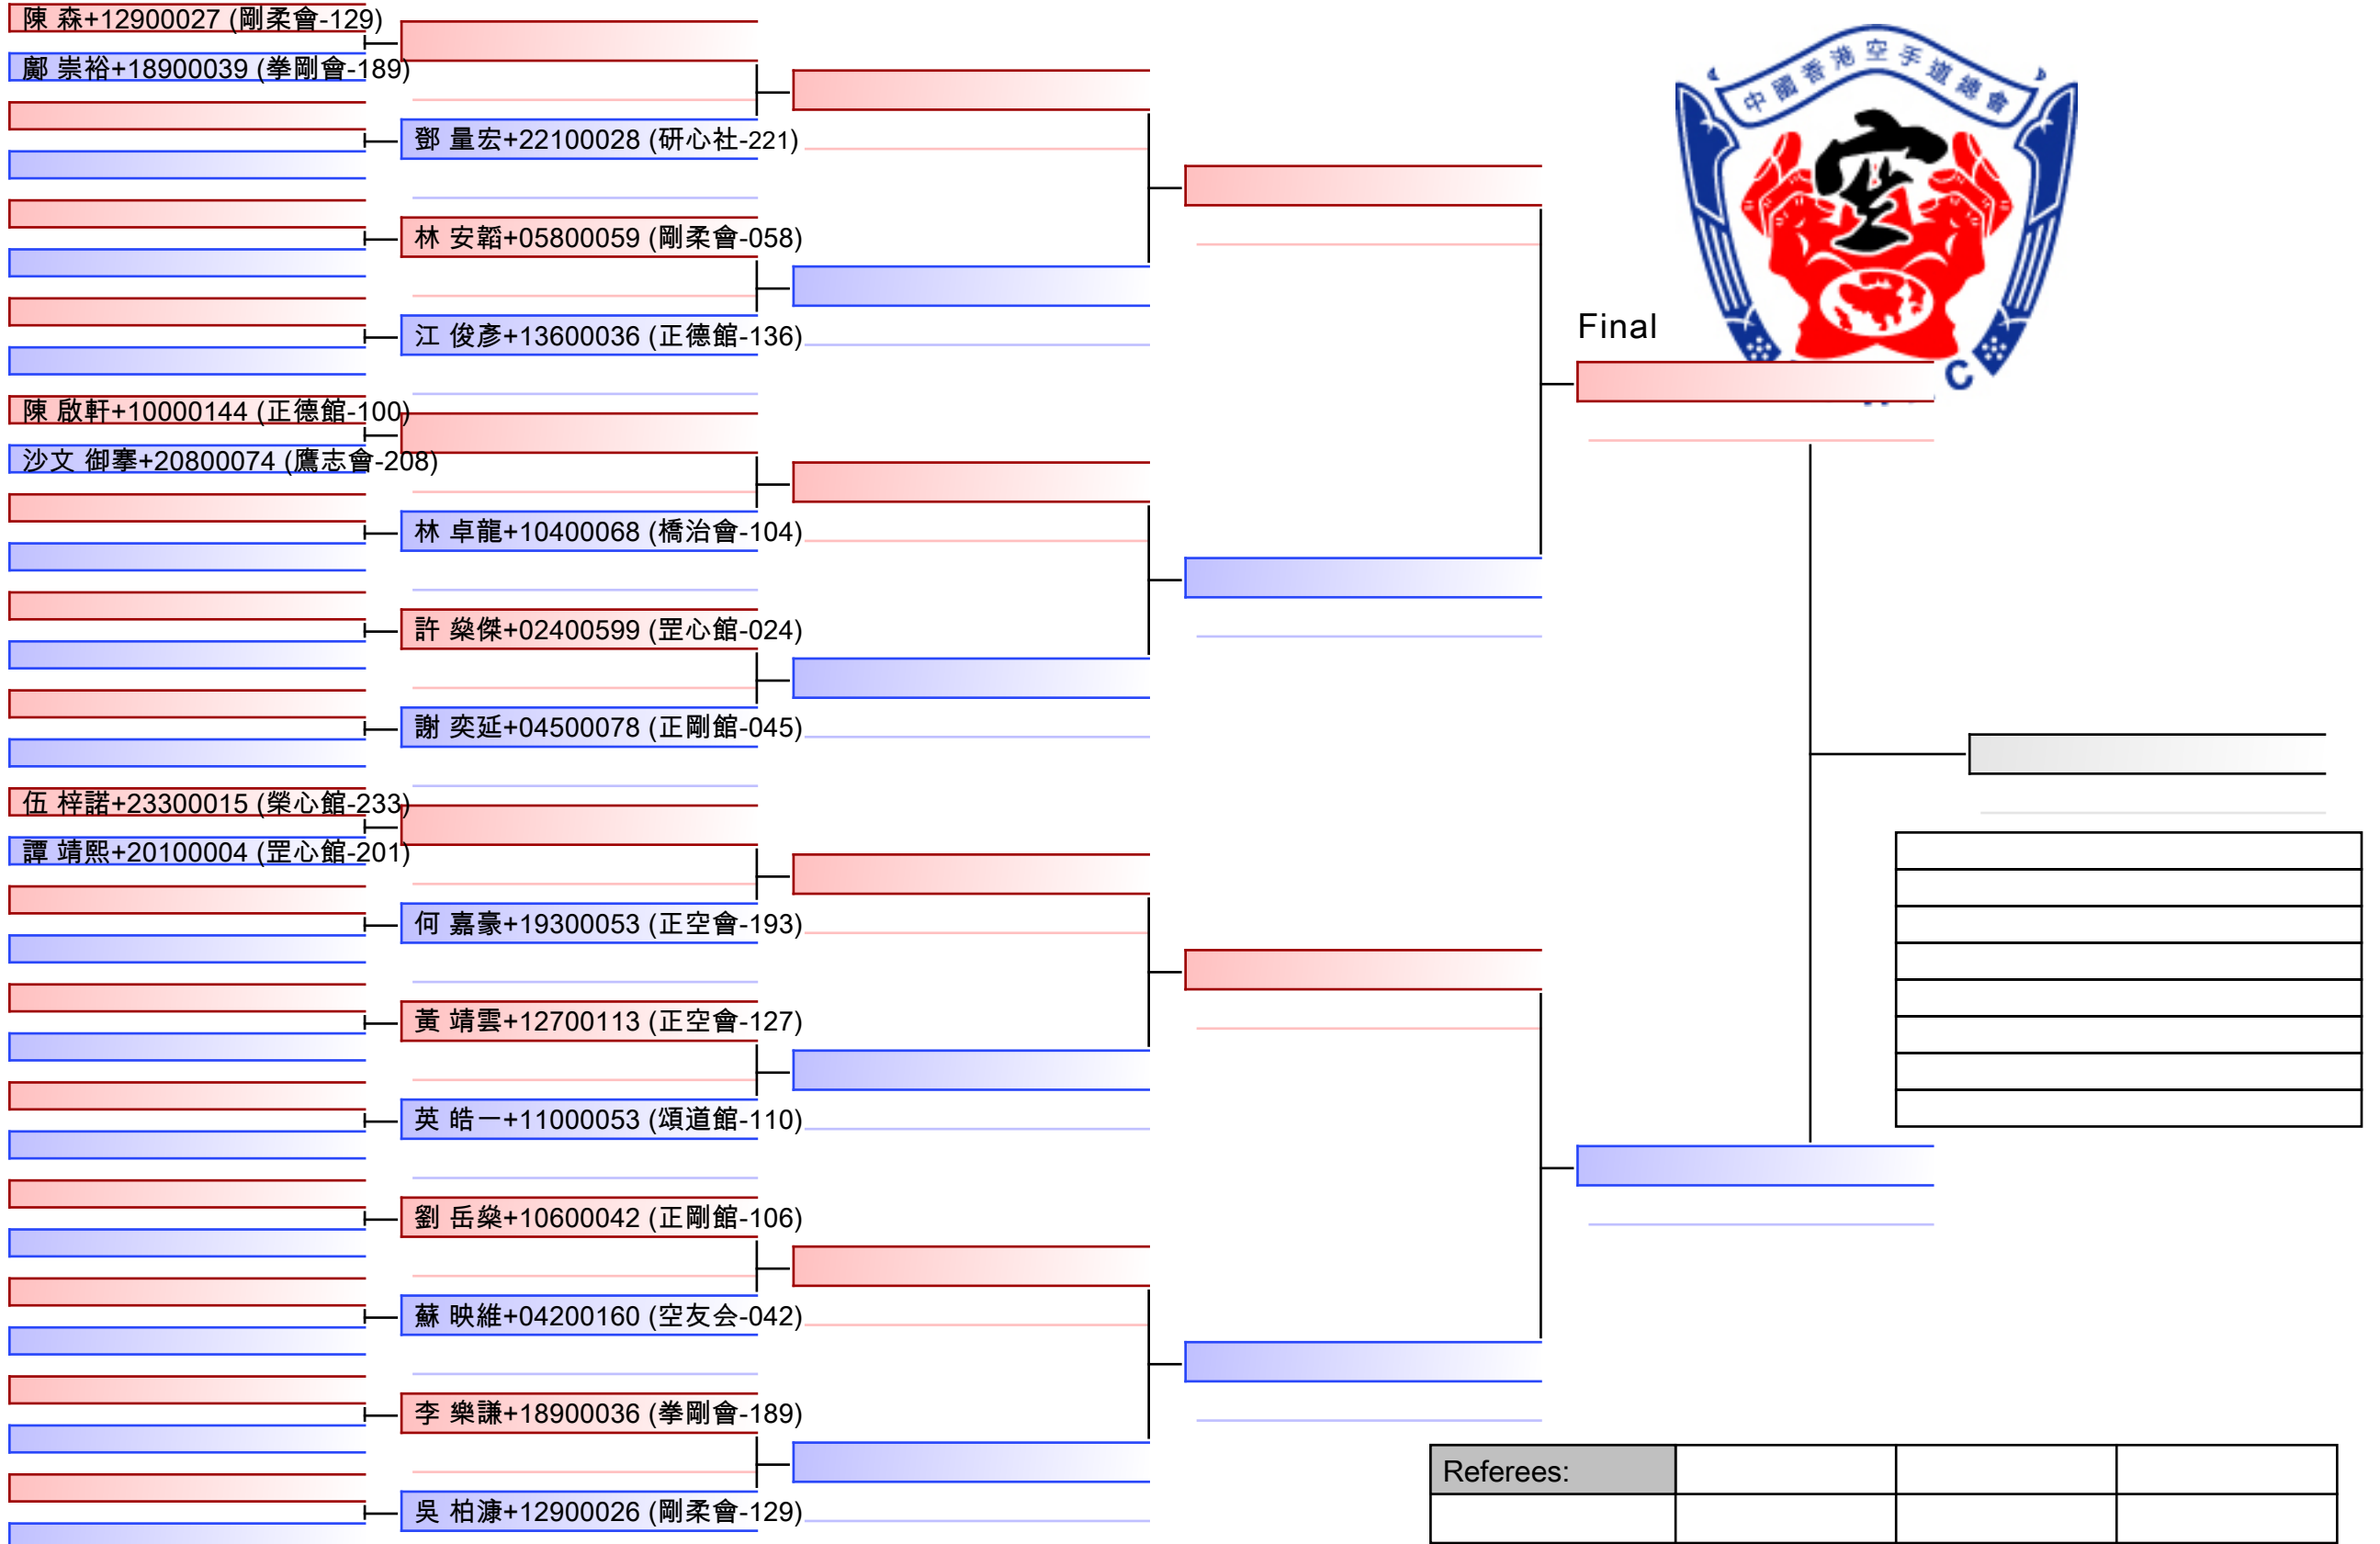 陳 森+12900027 (剛柔會-129)
鄺 崇裕+18900039 (拳剛會-189)
鄧 量宏+22100028 (研心社-221)
林 安韜+05800059 (剛柔會-058)
江 俊彥+13600036 (正德館-136)
陳 啟軒+10000144 (正德館-100)
沙文 御搴+20800074 (鷹志會-208)
林 卓龍+10400068 (橋治會-104)
許 燊傑+02400599 (罡心館-024)
謝 奕延+04500078 (正剛館-045)
伍 梓諾+23300015 (榮心館-233)
譚 靖熙+20100004 (罡心館-201)
何 嘉豪+19300053 (正空會-193)
黃 靖雲+12700113 (正空會-127)
英 皓一+11000053 (頌道館-110)
劉 岳燊+10600042 (正剛館-106)
蘇 映維+04200160 (空友会-042)
李 樂謙+18900036 (拳剛會-189)
吳 柏漮+12900026 (剛柔會-129)
中國香港空手道總會
空
C
Final
Referees: